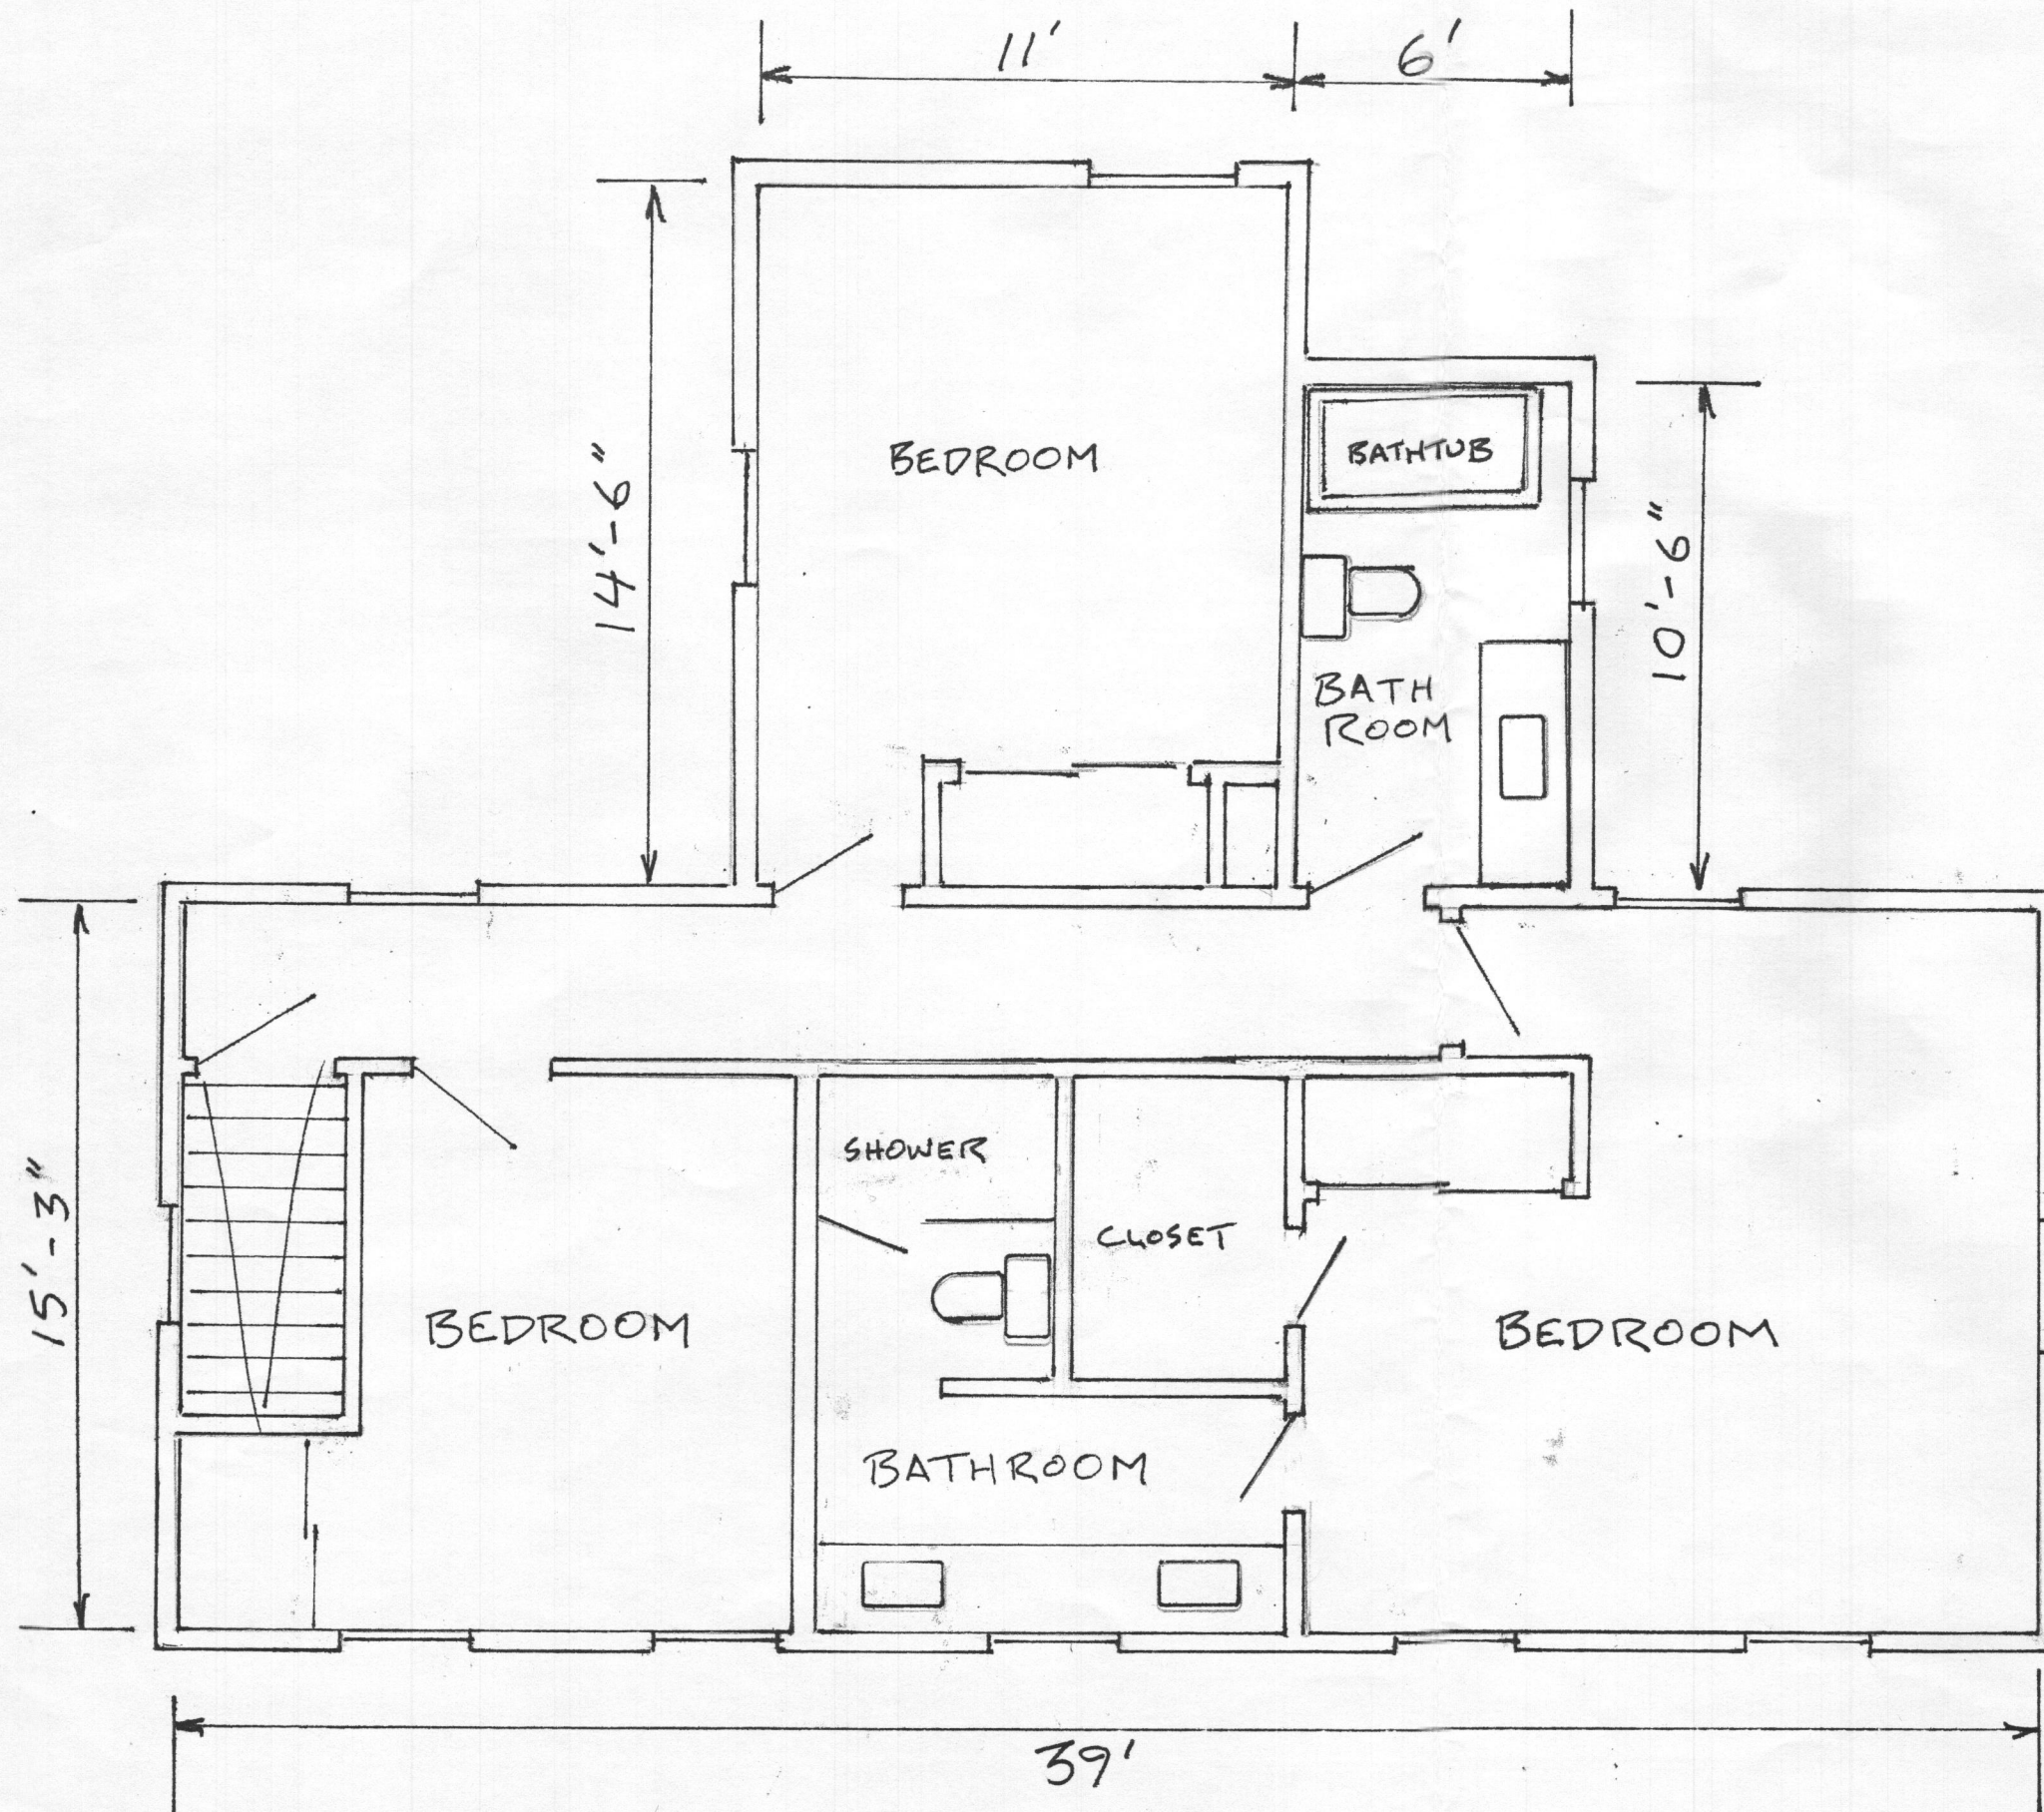 11'
6'
14'-6"
BEDROOM
BATHTUB
10'-6"
BATH
ROOM
15'-3"
SHOWER
CLOSET
BEDROOM
BEDROOM
BATHROOM
39'